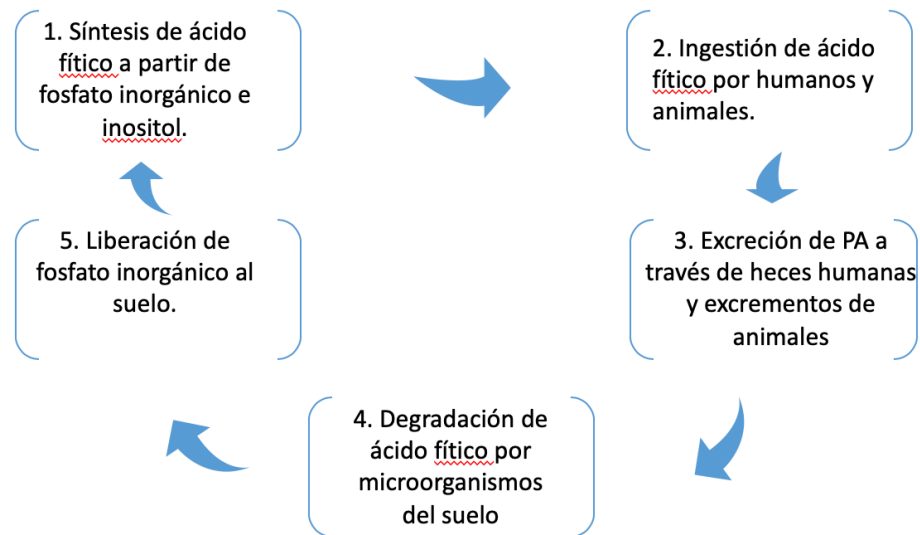 1. Síntesis de ácido
fítico a partir de
fosfato inorgánico e
inositol.
2. Ingestión de ácido
fítico por humanos y
animales.
3. Excreción de PA a
través de heces humanas
y excrementos de
animales
4. Degradación de
ácido fítico por
microorganismos
del suelo
5. Liberación de
fosfato inorgánico al
suelo.